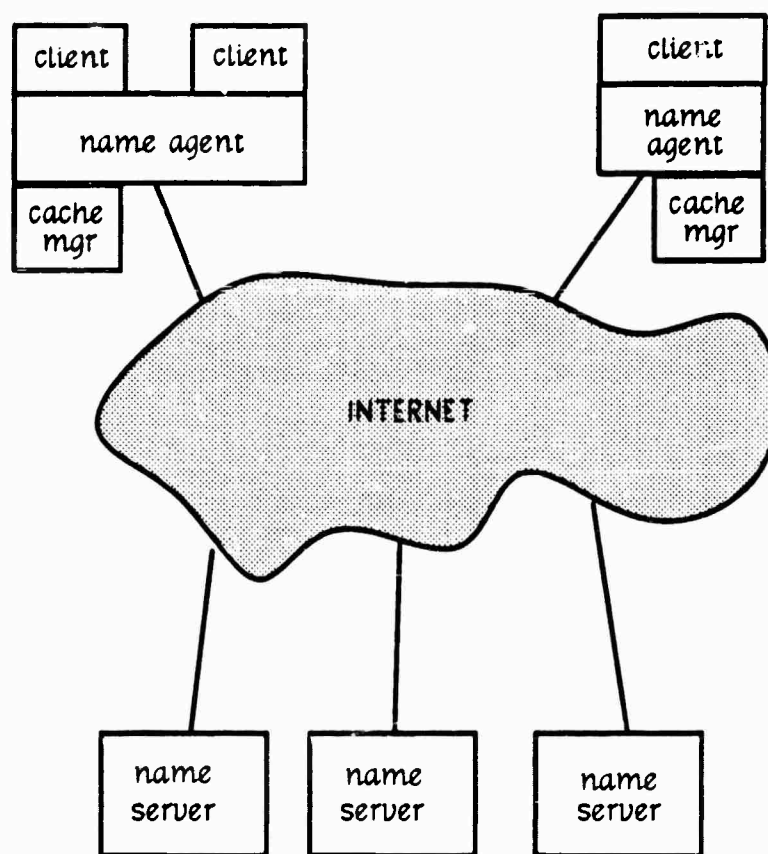 client
client
client
name agent
name
agent
cache
mgr
cache
mgr
INTERNET
name
server
name
server
name
server